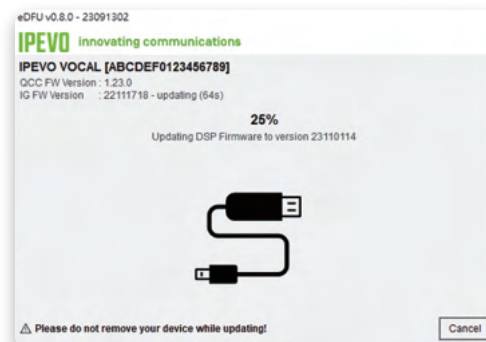 eDFU v0.8.0 - 23091302
IPEVO innovating communications
IPEVO VOCAL [ABCDEF0123456789]
QCC FW Version : 1.23.0
IG FW Version : 22111718 - updating (64s)
25%
Updating DSP Firmware to version 23110114
⚠ Please do not remove your device while updating!
Cancel